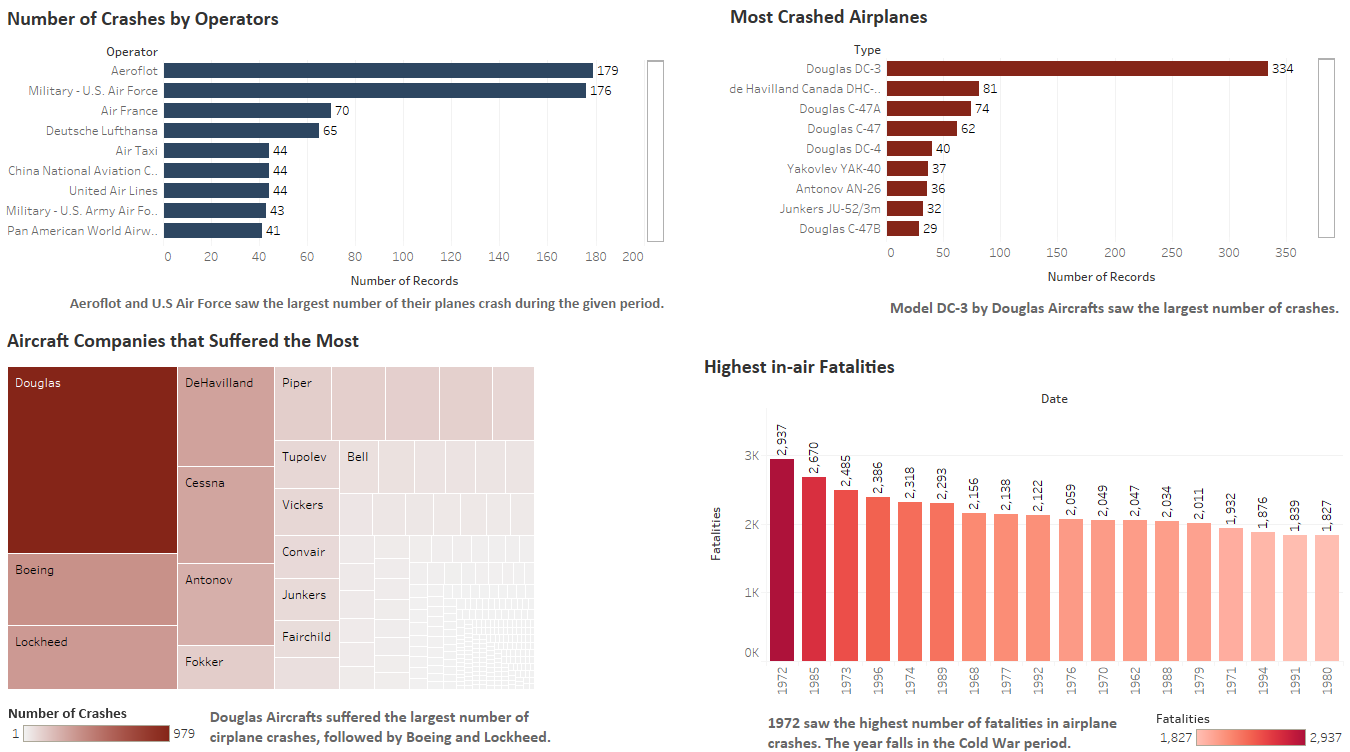 Number of Crashes by Operators
Operator
Aeroflot 179
Military - U.S. Air Force 176
Air France 70
Deutsche Lufthansa 65
Air Taxi 44
China National Aviation C.. 44
United Air Lines 44
Military - U.S. Army Air Fo.. 43
Pan American World Airw.. 41
0 20 40 60 80 100 120 140 160 180 200
Number of Records
Aeroflot and U.S Air Force saw the largest number of their planes crash during the given period.
Most Crashed Airplanes
Type
Douglas DC-3 334
de Havilland Canada DHC-.. 81
Douglas C-47A 74
Douglas C-47 62
Douglas DC-4 40
Yakovlev YAK-40 37
Antonov AN-26 36
Junkers JU-52/3m 32
Douglas C-47B 29
0 50 100 150 200 250 300 350
Number of Records
Model DC-3 by Douglas Aircrafts saw the largest number of crashes.
Aircraft Companies that Suffered the Most
Douglas
Boeing
Lockheed
DeHavilland
Cessna
Antonov
Fokker
Piper
Tupolev
Bell
Vickers
Convair
Junkers
Fairchild
Number of Crashes
1 979
Douglas Aircrafts suffered the largest number of
cirplane crashes, followed by Boeing and Lockheed.
Highest in-air Fatalities
Date
Fatalities
3K
2K
1K
0K
2,937 2,670 2,485 2,386 2,318 2,293 2,156 2,138 2,122 2,059 2,049 2,047 2,034 2,011 1,932 1,876 1,839 1,827
1972 1985 1973 1996 1974 1989 1968 1977 1992 1976 1970 1962 1988 1979 1971 1994 1991 1980
1972 saw the highest number of fatalities in airplane
crashes. The year falls in the Cold War period.
Fatalities
1,827 2,937